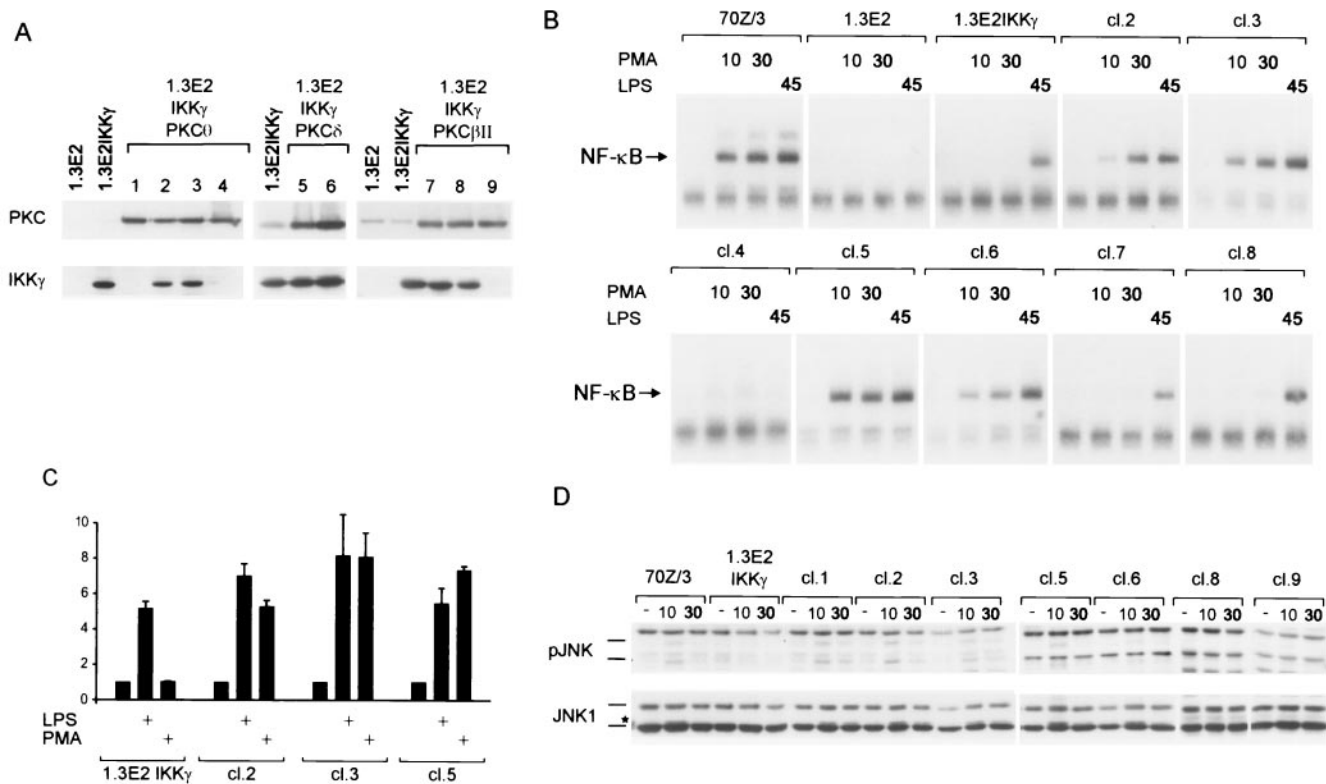 A
1.3E2
1.3E2IKKγ
1.3E2
IKKγ
PKCθ
1.3E2IKKγ
1.3E2
IKKγ
PKCδ
1.3E2
1.3E2IKKγ
1.3E2
IKKγ
PKCβII
1 2 3 4 5 6 7 8 9
PKC
IKKγ
B
70Z/3 1.3E2 1.3E2IKKγ cl.2 cl.3
PMA 10 30 10 30 10 30 10 30 10 30
LPS 45 45 45 45 45
NF-κB→
cl.4 cl.5 cl.6 cl.7 cl.8
PMA 10 30 10 30 10 30 10 30 10 30
LPS 45 45 45 45 45
NF-κB→
C
10
8
6
4
2
0
LPS + + + +
PMA + + + +
1.3E2 IKKγ cl.2 cl.3 cl.5
D
70Z/3 1.3E2 IKKγ cl.1 cl.2 cl.3 cl.5 cl.6 cl.8 cl.9
- 10 30 - 10 30 - 10 30 - 10 30 - 10 30 - 10 30 - 10 30 - 10 30 - 10 30
pJNK
JNK1 *